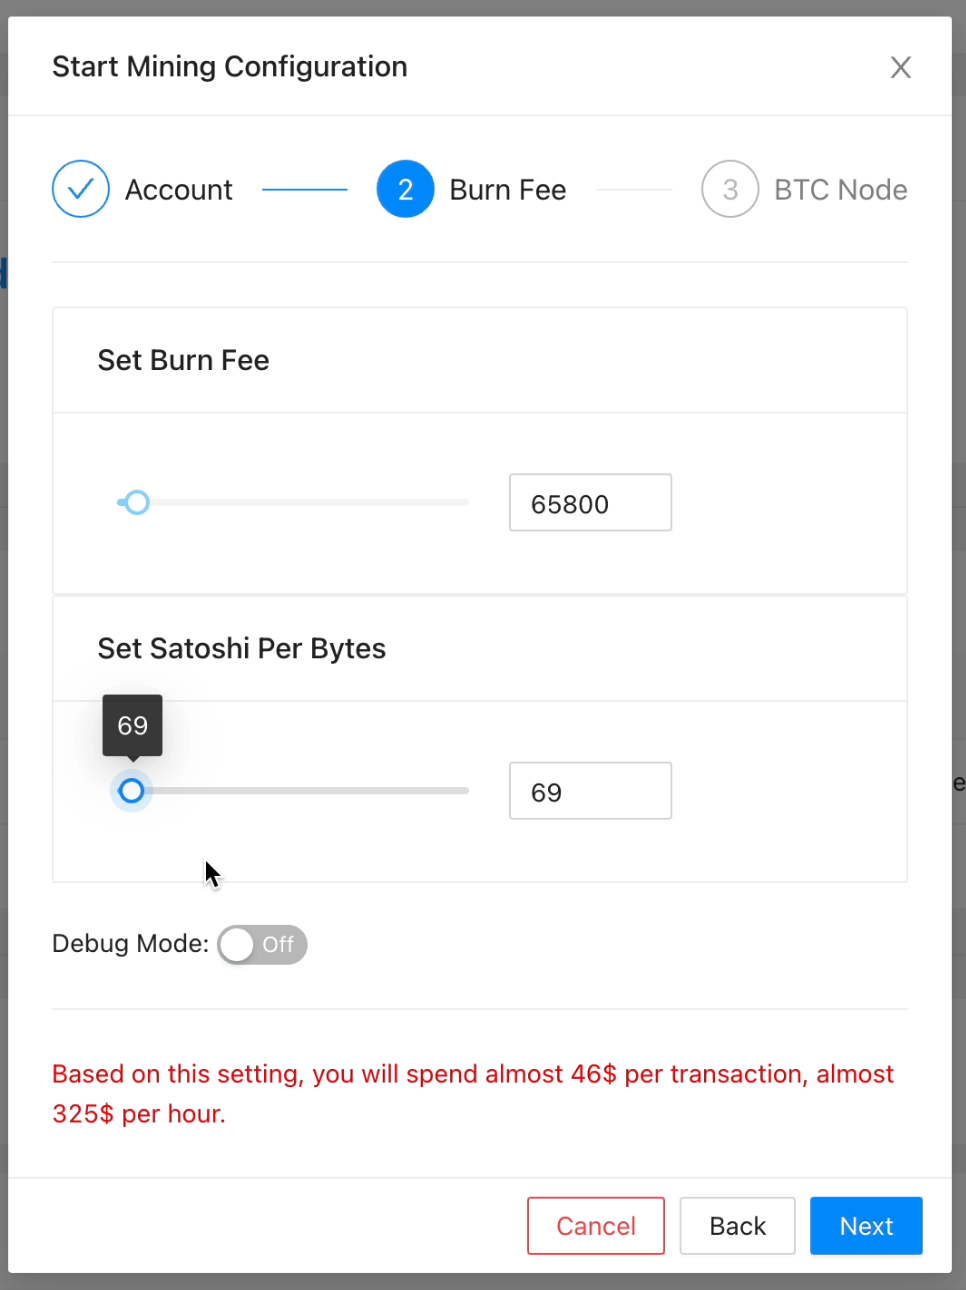 Start Mining Configuration
Account
2 Burn Fee
3 BTC Node
Set Burn Fee
65800
Set Satoshi Per Bytes
69
69
Debug Mode: Off
Based on this setting, you will spend almost 46$ per transaction, almost
325$ per hour.
Cancel Back Next